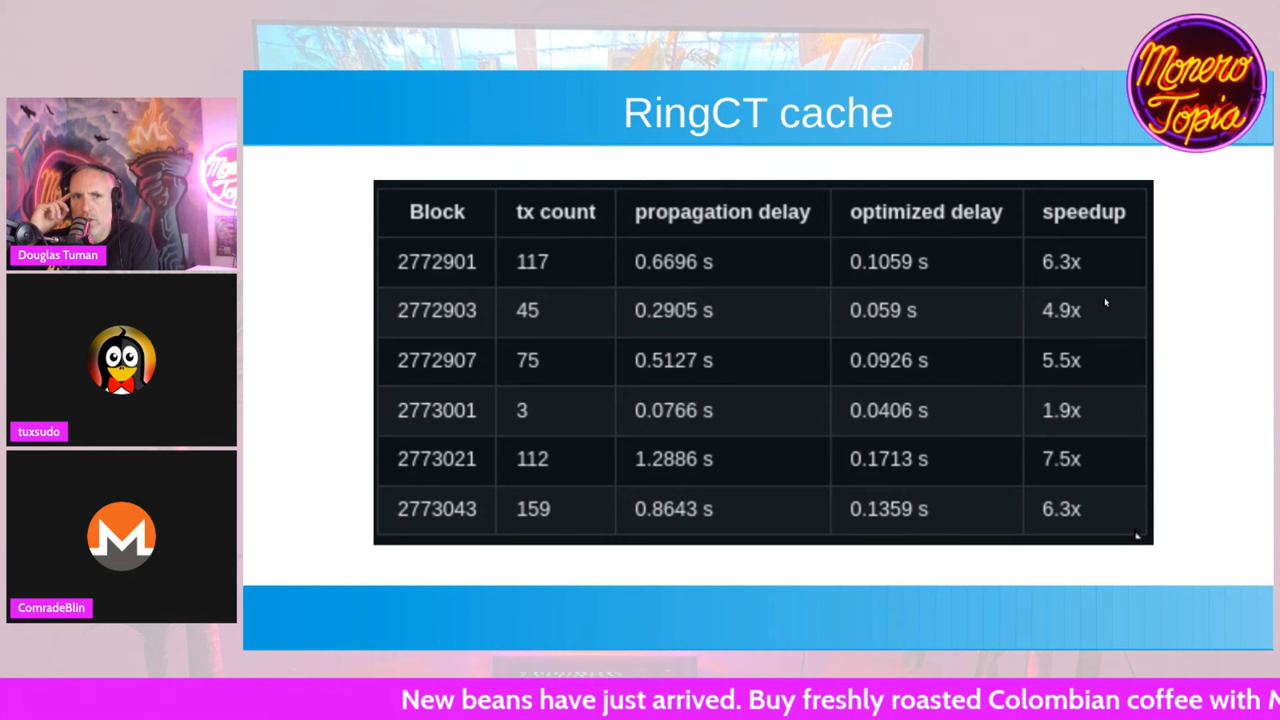 Monero
Topia
RingCT cache
Block tx count propagation delay optimized delay speedup
2772901 117 0.6696 s 0.1059 s 6.3x
2772903 45 0.2905 s 0.059 s 4.9x
2772907 75 0.5127 s 0.0926 s 5.5x
2773001 3 0.0766 s 0.0406 s 1.9x
2773021 112 1.2886 s 0.1713 s 7.5x
2773043 159 0.8643 s 0.1359 s 6.3x
Douglas Tuman
tuxsudo
ComradeBlin
New beans have just arrived. Buy freshly roasted Colombian coffee with M